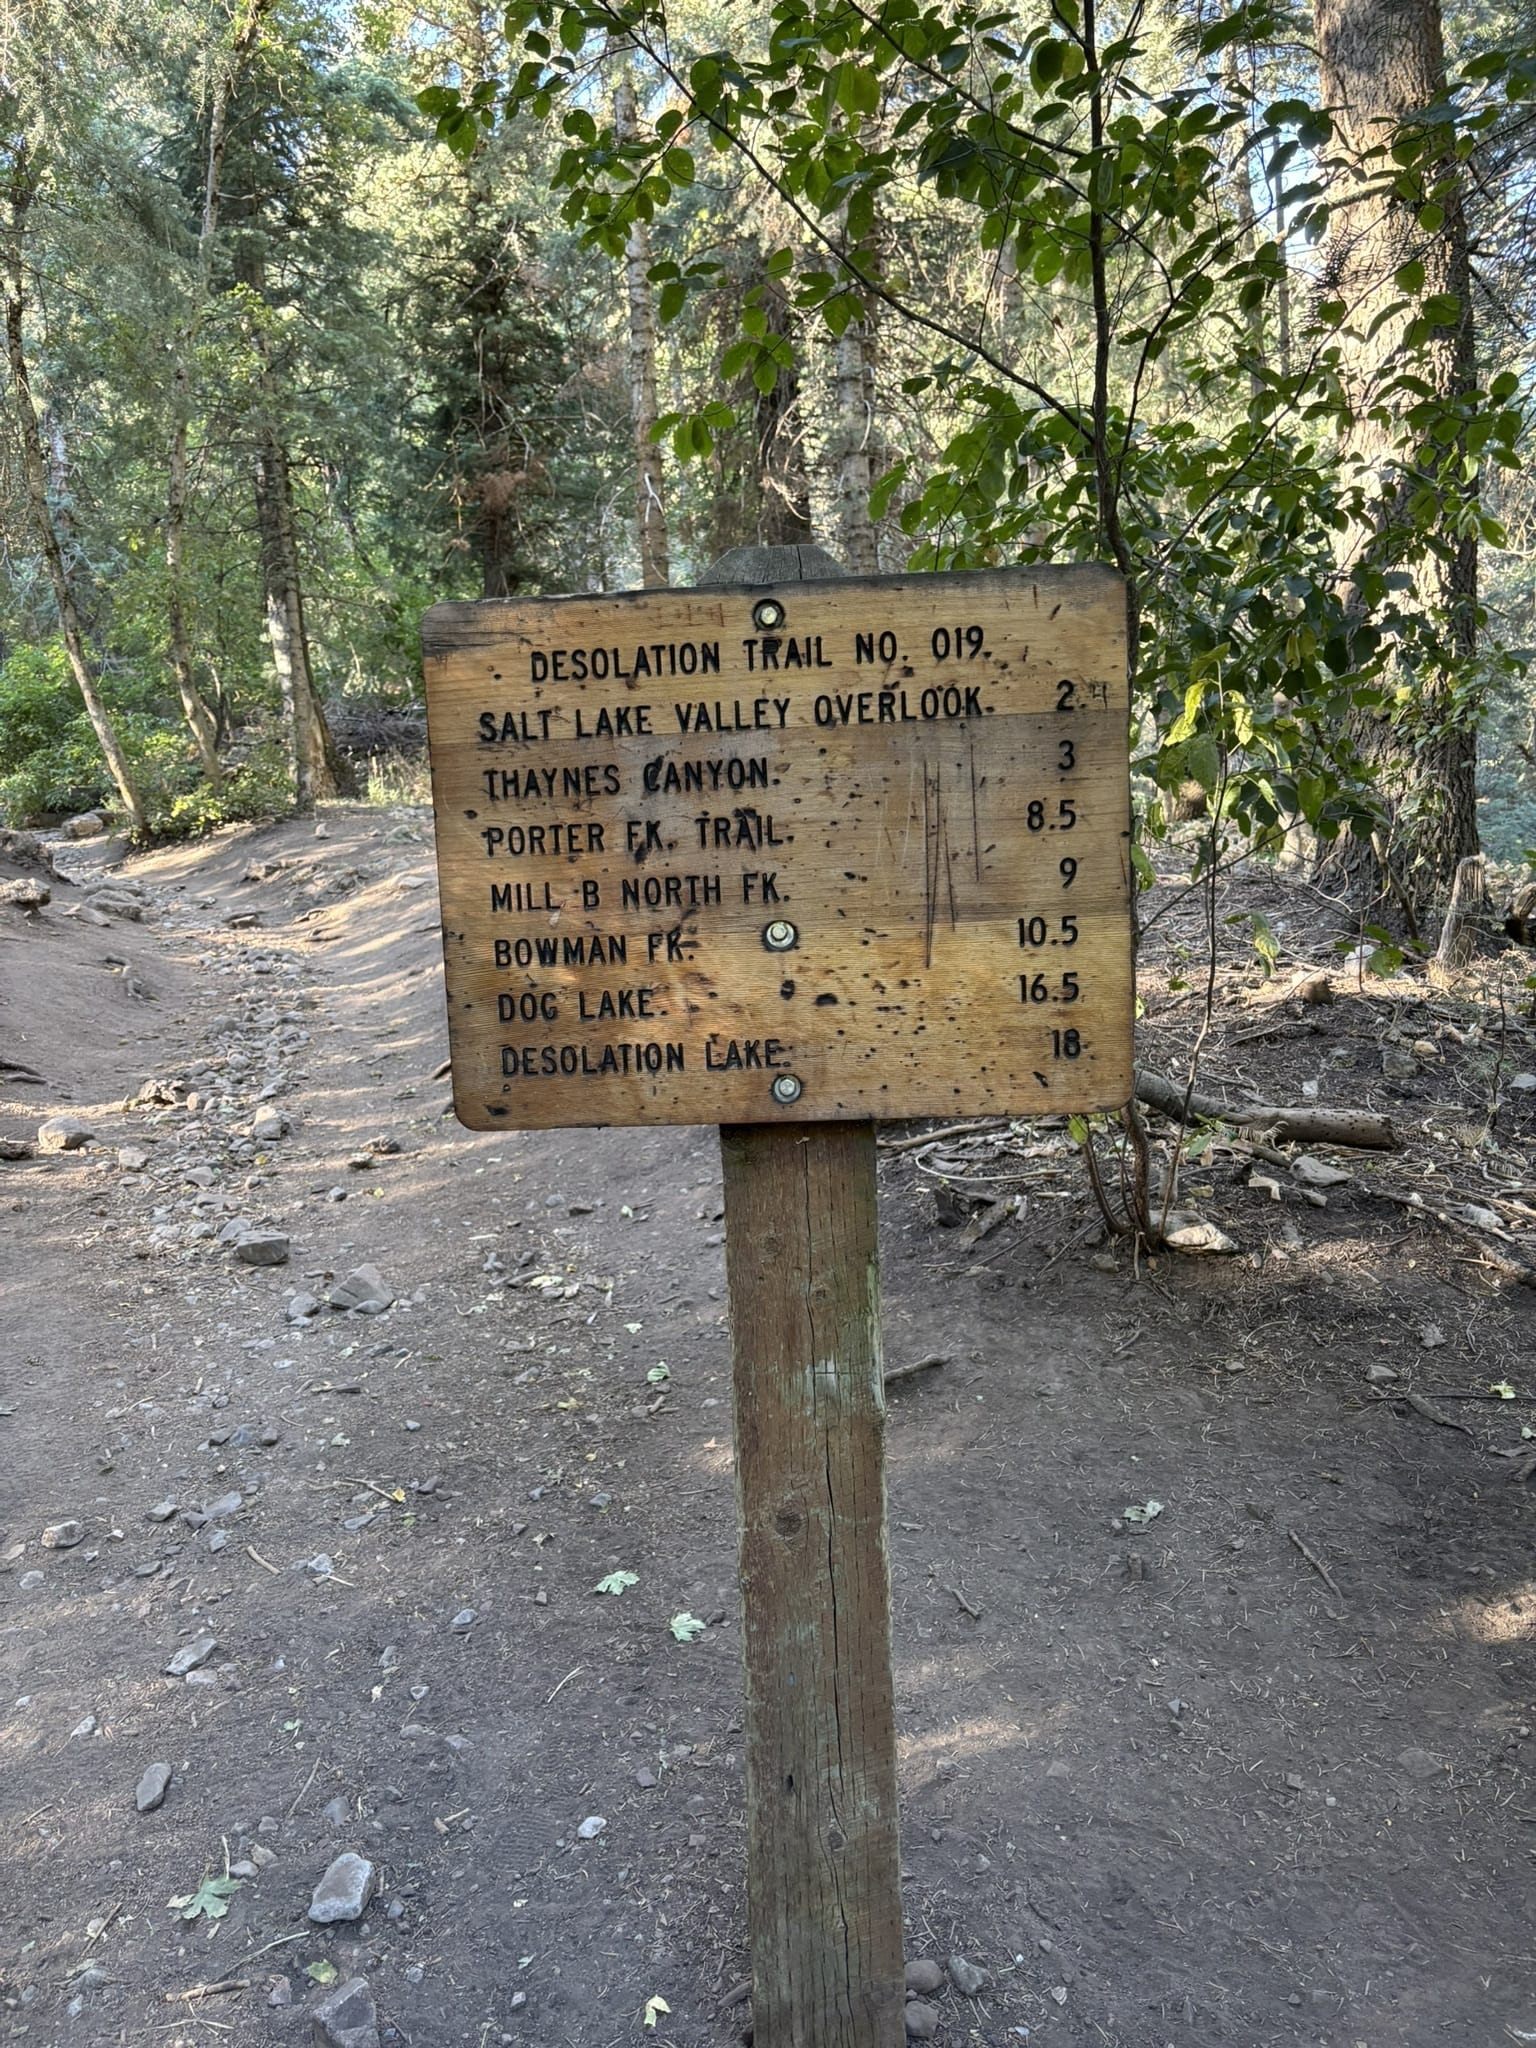 DESOLATION TRAIL NO. 019.
SALT LAKE VALLEY OVERLOOK. 2.4
THAYNES CANYON. 3
PORTER FK. TRAIL. 8.5
MILL B NORTH FK. 9
BOWMAN FK. 10.5
DOG LAKE. 16.5
DESOLATION LAKE. 18